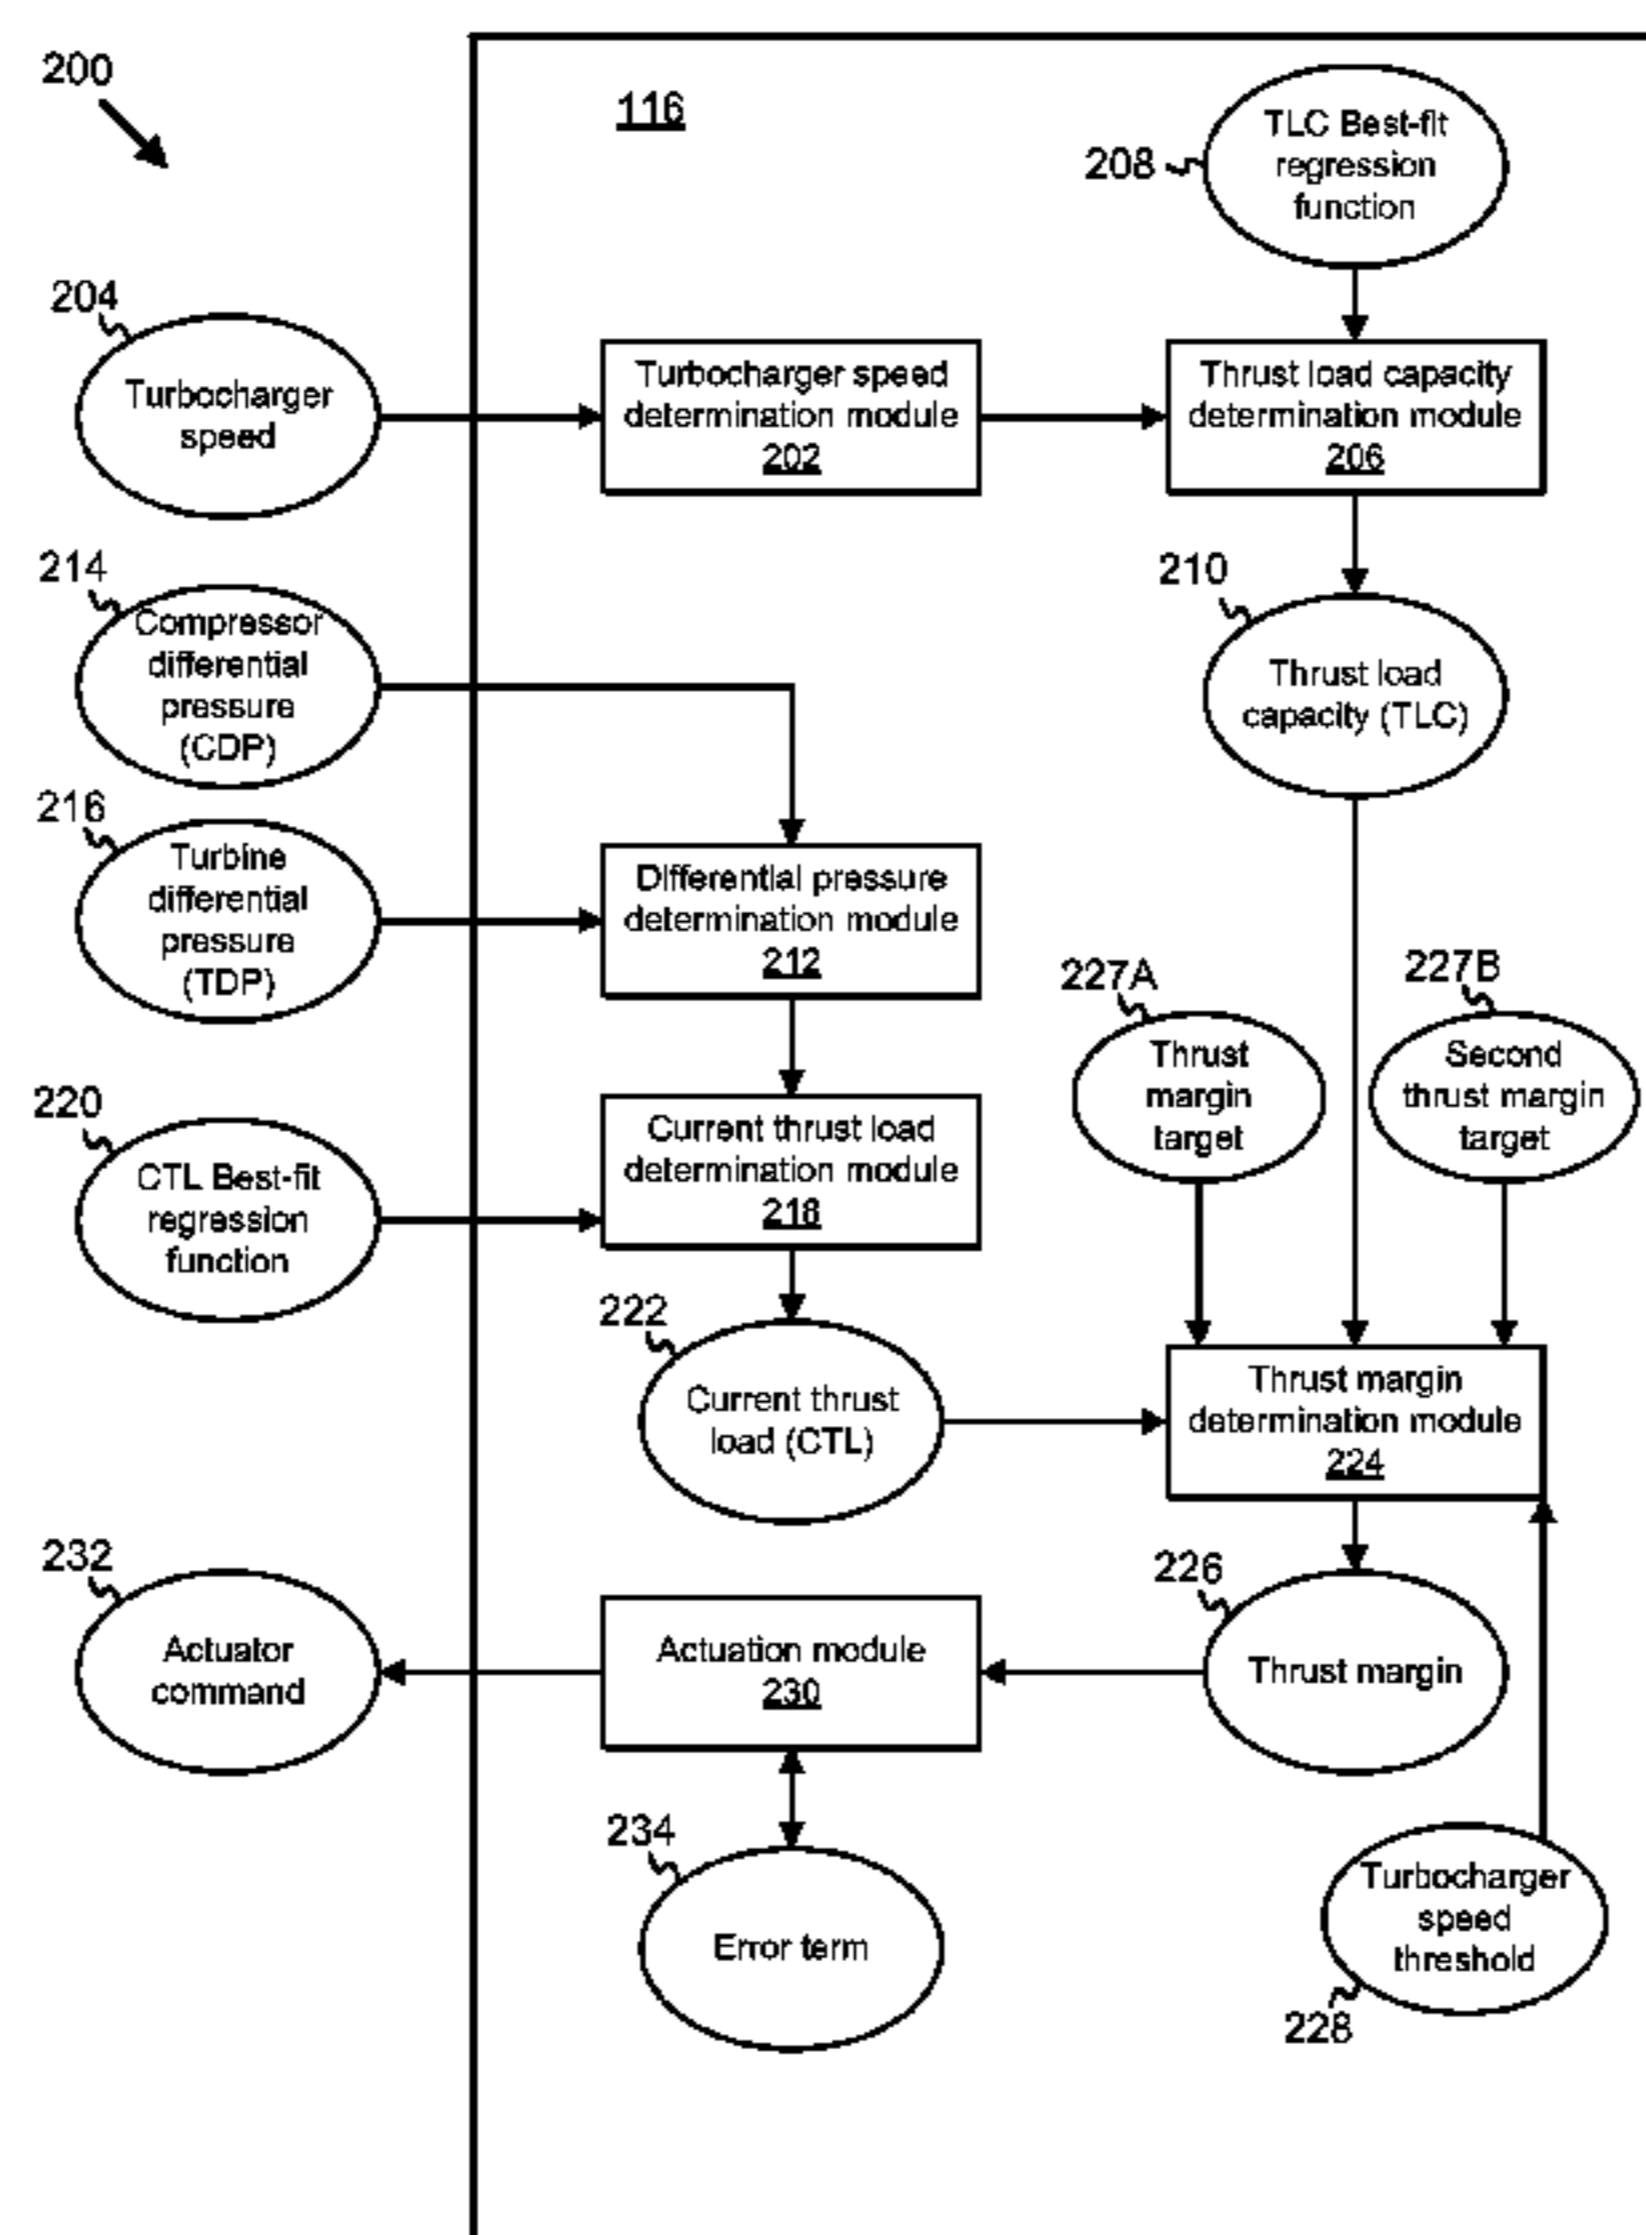 200
116
208
TLC Best-fit
regression
function
204
Turbocharger
speed
Turbocharger speed
determination module
202
Thrust load capacity
determination module
206
214
Compressor
differential
pressure
(CDP)
210
Thrust load
capacity (TLC)
216
Turbine
differential
pressure
(TDP)
Differential pressure
determination module
212
227A
Thrust
margin
target
227B
Second
thrust margin
target
220
CTL Best-fit
regression
function
Current thrust load
determination module
218
222
Current thrust
load (CTL)
Thrust margin
determination module
224
232
Actuator
command
Actuation module
230
226
Thrust margin
234
Error term
Turbocharger
speed
threshold
228